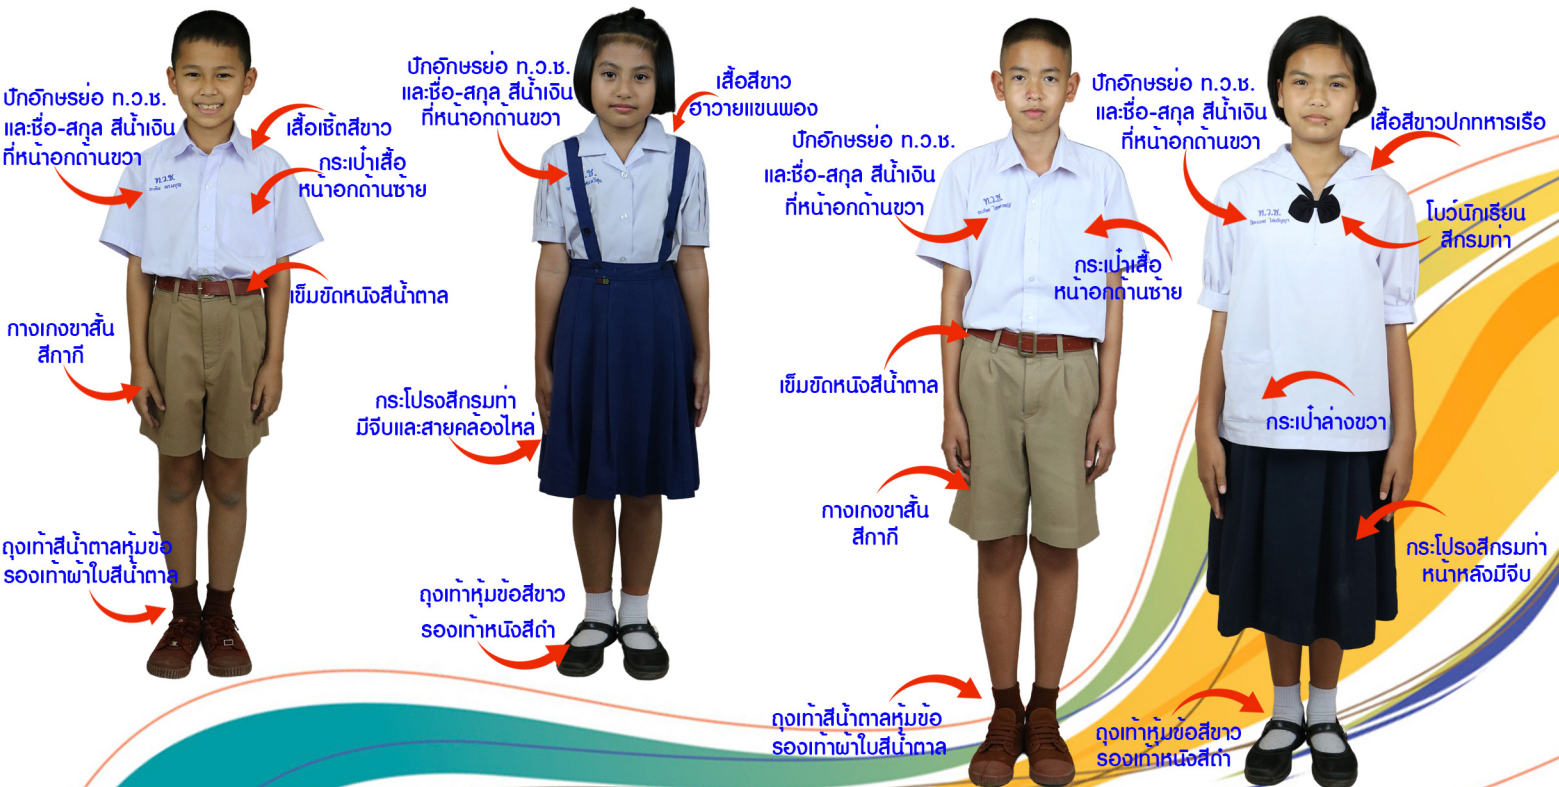 ปักอักษรย่อ ท.ว.ช.
และชื่อ-สกุล สีน้ำเงิน
ที่หน้าอกด้านขวา
เสื้อเชิ้ตสีขาว
กระเป๋าเสื้อ
หน้าอกด้านซ้าย
ท.ว.ช.
เข็มขัดหนังสีน้ำตาล
กางเกงขาสั้น
สีกากี
ถุงเท้าสีน้ำตาลหุ้มข้อ
รองเท้าผ้าใบสีน้ำตาล
ปักอักษรย่อ ท.ว.ช.
และชื่อ-สกุล สีน้ำเงิน
ที่หน้าอกด้านขวา
เสื้อสีขาว
ฮาวายแขนพอง
กระโปรงสีกรมท่า
มีจีบและสายคล้องไหล่
ถุงเท้าหุ้มข้อสีขาว
รองเท้าหนังสีดำ
ปักอักษรย่อ ท.ว.ช.
และชื่อ-สกุล สีน้ำเงิน
ที่หน้าอกด้านขวา
ท.ว.ช.
กระเป๋าเสื้อ
หน้าอกด้านซ้าย
เข็มขัดหนังสีน้ำตาล
กางเกงขาสั้น
สีกากี
ถุงเท้าสีน้ำตาลหุ้มข้อ
รองเท้าผ้าใบสีน้ำตาล
ปักอักษรย่อ ท.ว.ช.
และชื่อ-สกุล สีน้ำเงิน
ที่หน้าอกด้านขวา
เสื้อสีขาวปกทหารเรือ
ท.ว.ช.
โบว์นักเรียน
สีกรมท่า
กระเป๋าล่างขวา
กระโปรงสีกรมท่า
หน้าหลังมีจีบ
ถุงเท้าหุ้มข้อสีขาว
รองเท้าหนังสีดำ